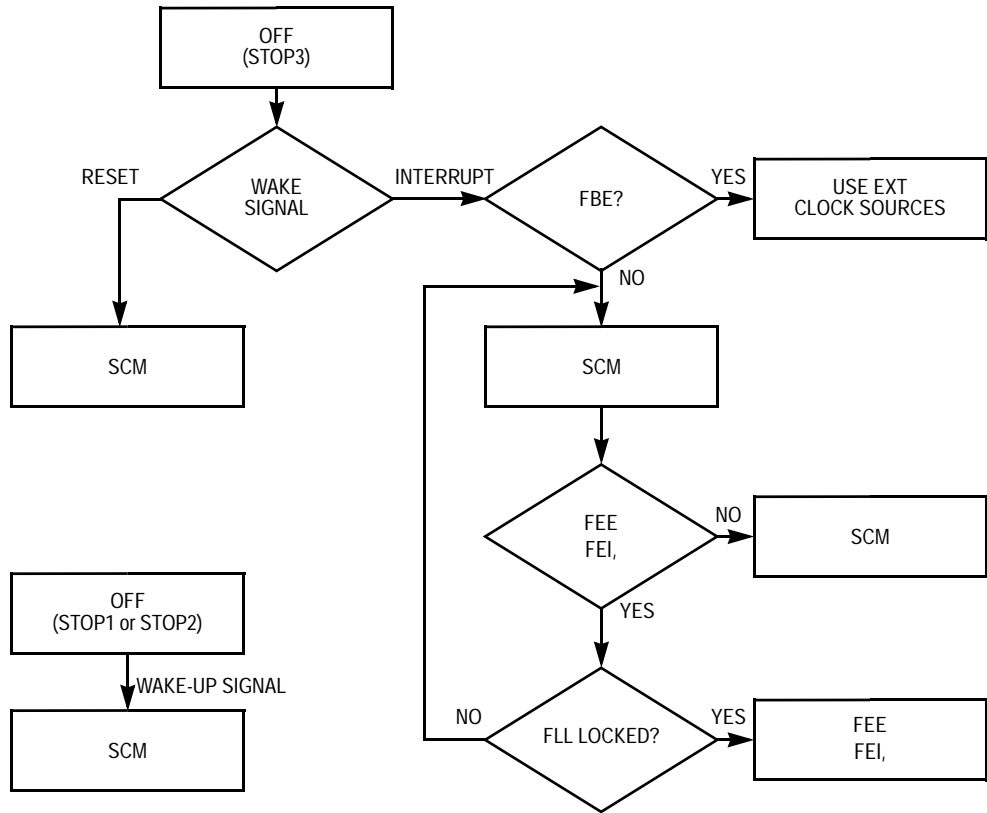 OFF
(STOP3)
RESET
WAKE
SIGNAL
INTERRUPT
FBE?
YES
USE EXT
CLOCK SOURCES
NO
SCM
SCM
FEE
FEI,
NO
SCM
YES
OFF
(STOP1 or STOP2)
WAKE-UP SIGNAL
SCM
NO
FLL LOCKED?
YES
FEE
FEI,